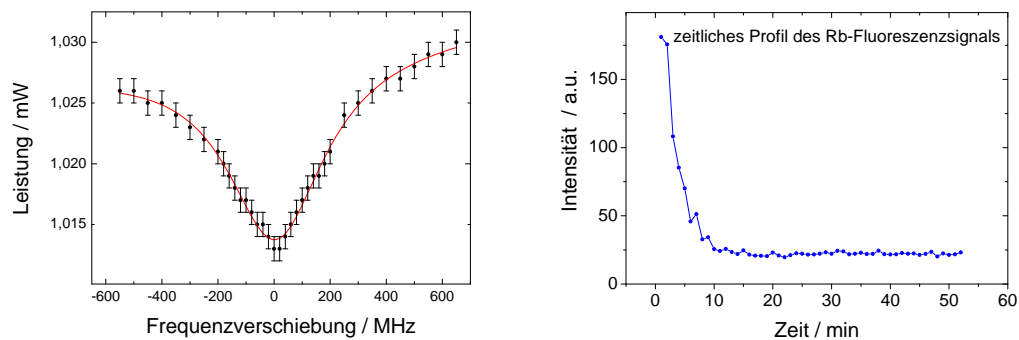 1,030
1,025
1,020
1,015
Leistung / mW
-600 -400 -200 0 200 400 600
Frequenzverschiebung / MHz
zeitliches Profil des Rb-Fluoreszenzsignals
150
100
50
0
Intensität / a.u.
0 10 20 30 40 50 60
Zeit / min